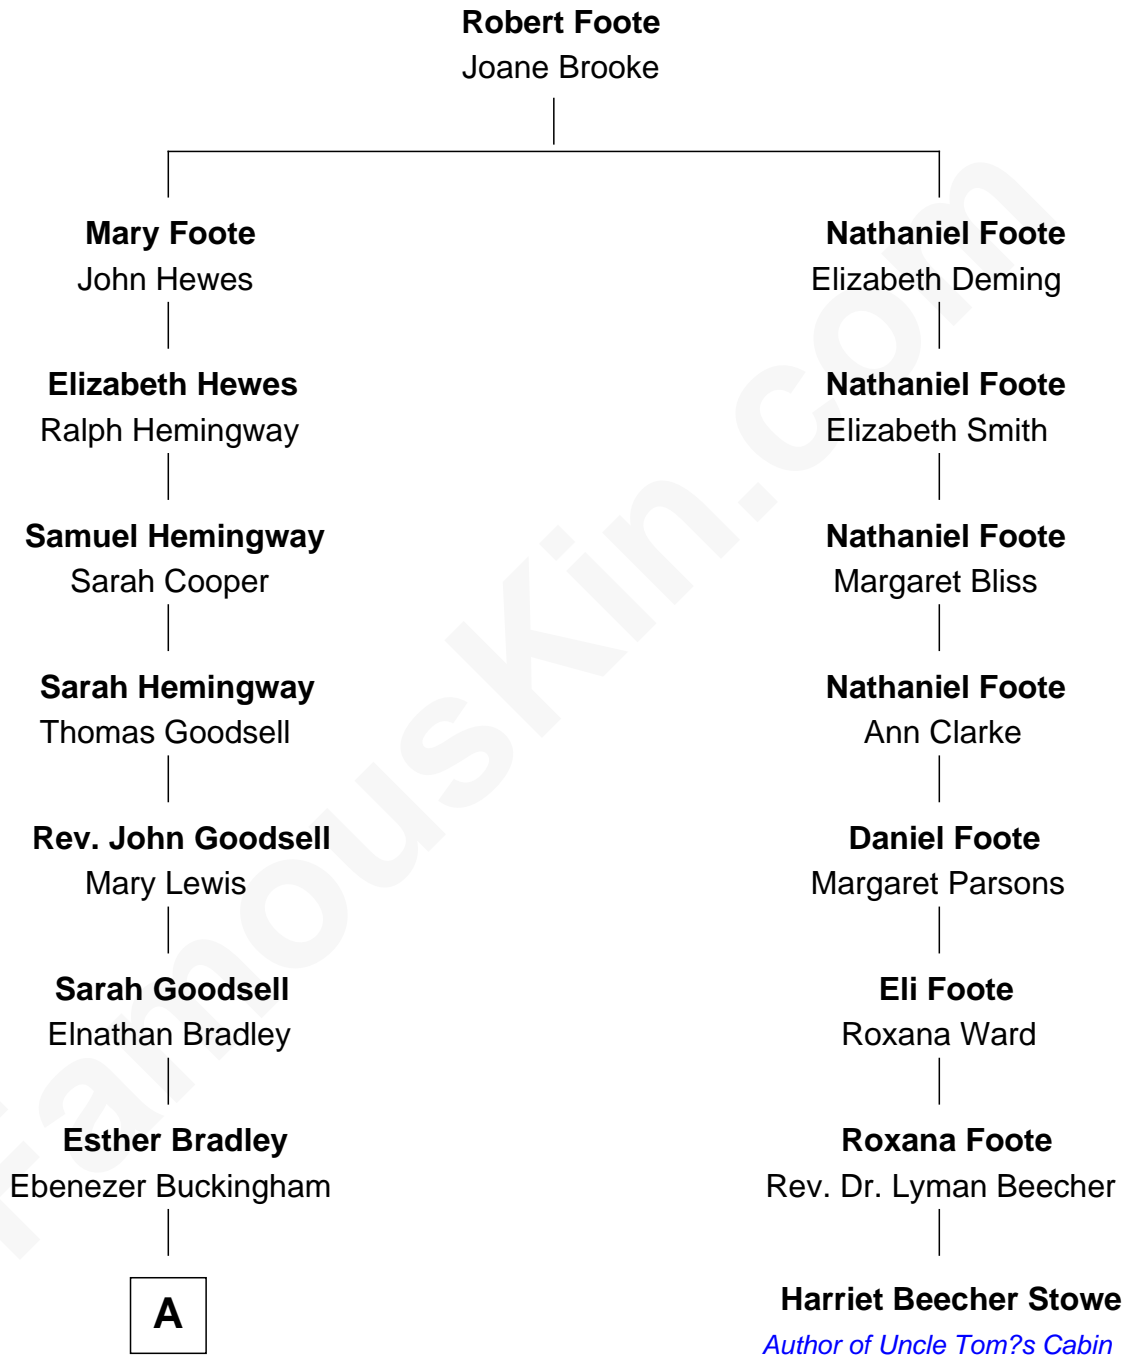 Robert Foote
Joane Brooke
Mary Foote
John Hewes
Nathaniel Foote
Elizabeth Deming
Elizabeth Hewes
Ralph Hemingway
Nathaniel Foote
Elizabeth Smith
Samuel Hemingway
Sarah Cooper
Nathaniel Foote
Margaret Bliss
Sarah Hemingway
Thomas Goodsell
Nathaniel Foote
Ann Clarke
Rev. John Goodsell
Mary Lewis
Daniel Foote
Margaret Parsons
Sarah Goodsell
Elnathan Bradley
Eli Foote
Roxana Ward
Esther Bradley
Ebenezer Buckingham
Roxana Foote
Rev. Dr. Lyman Beecher
A
Harriet Beecher Stowe
Author of Uncle Tom?s Cabin
FamousKin.com